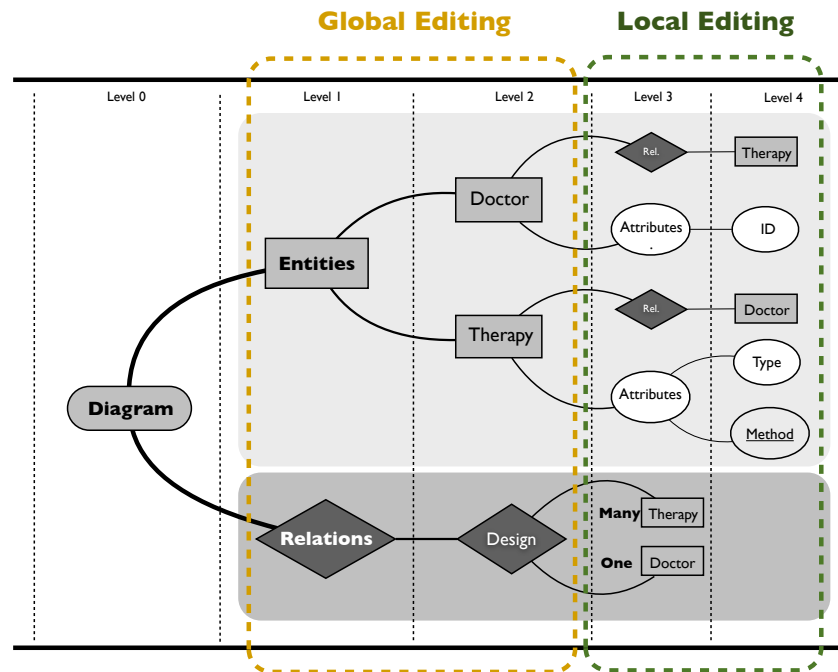 Global Editing
Local Editing
Level 0
Level 1
Level 2
Level 3
Level 4
Rel.
Therapy
Doctor
Attributes
.
ID
Entities
Rel.
Doctor
Therapy
Type
Attributes
Diagram
Method
Many
Therapy
Relations
Design
One
Doctor